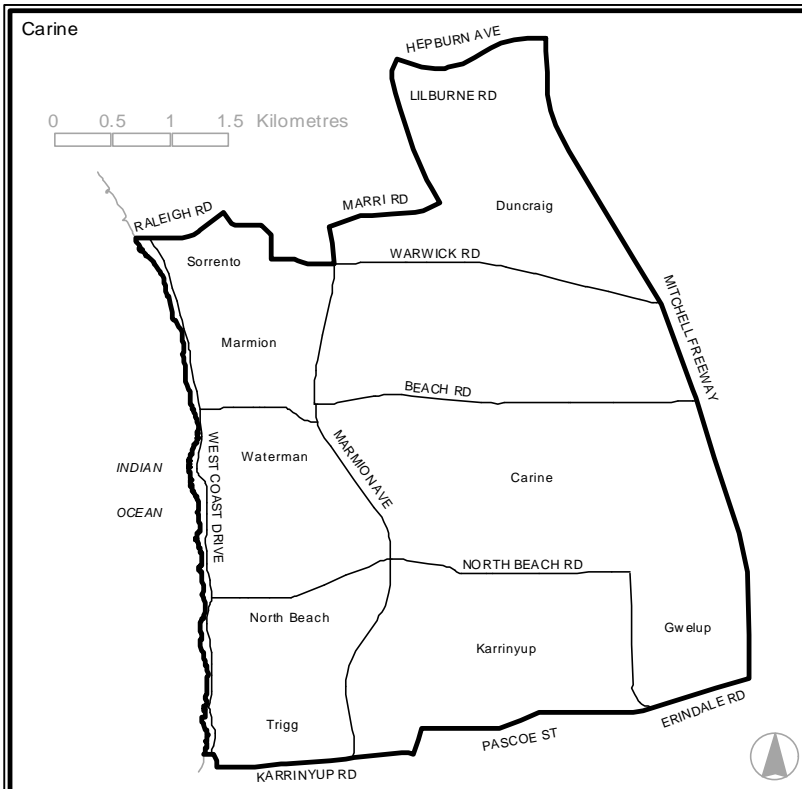 Carine
HEPBURN AVE
LILBURNE RD
0 0.5 1 1.5 Kilometres
MARRI RD
RALEIGH RD
Duncraig
WARWICK RD
Sorrento
MITCHELL FREEWAY
Marmion
BEACH RD
WEST COAST DRIVE
MARMION AVE
Waterman
INDIAN
OCEAN
Carine
NORTH BEACH RD
North Beach
Gwelup
Karrinyup
Trigg
ERINDALE RD
PASCOE ST
KARRINYUP RD